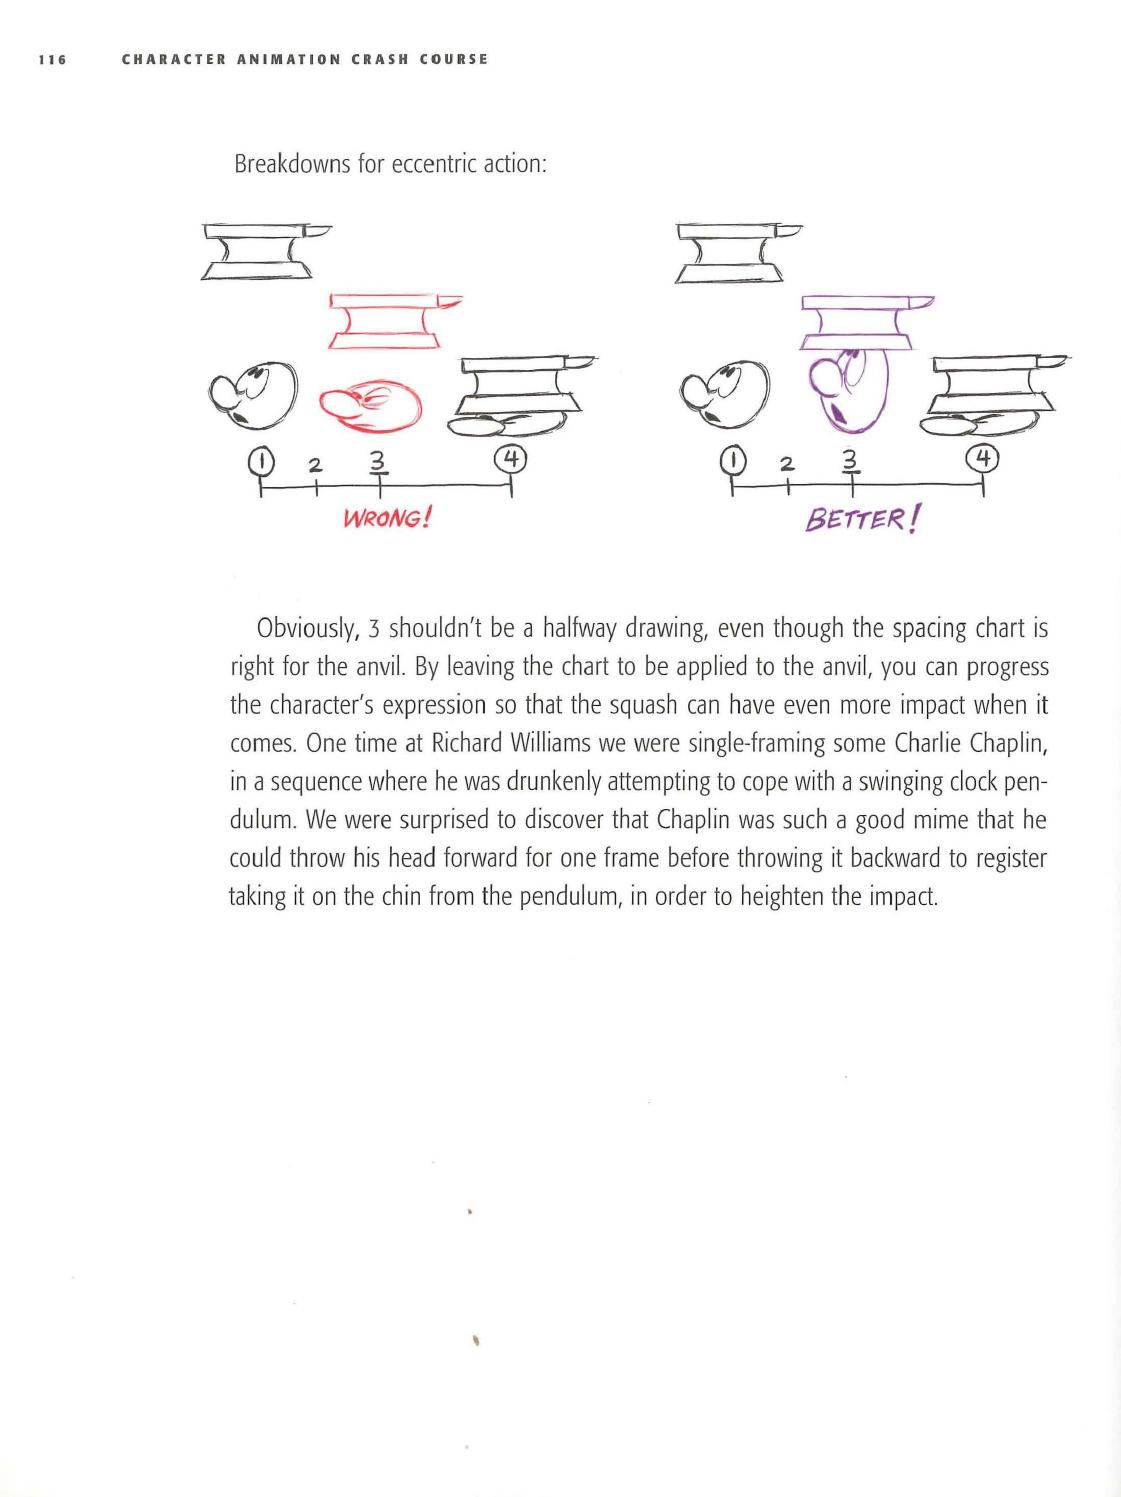 116 CHARACTER ANIMATION CRASH COURSE
Breakdowns for eccentric action:
1 2 3 4
WRONG!
1 2 3 4
BETTER!
Obviously, 3 shouldn't be a halfway drawing, even though the spacing chart is
right for the anvil. By leaving the chart to be applied to the anvil, you can progress
the character's expression so that the squash can have even more impact when it
comes. One time at Richard Williams we were single-framing some Charlie Chaplin,
in a sequence where he was drunkenly attempting to cope with a swinging clock pen-
dulum. We were surprised to discover that Chaplin was such a good mime that he
could throw his head forward for one frame before throwing it backward to register
taking it on the chin from the pendulum, in order to heighten the impact.